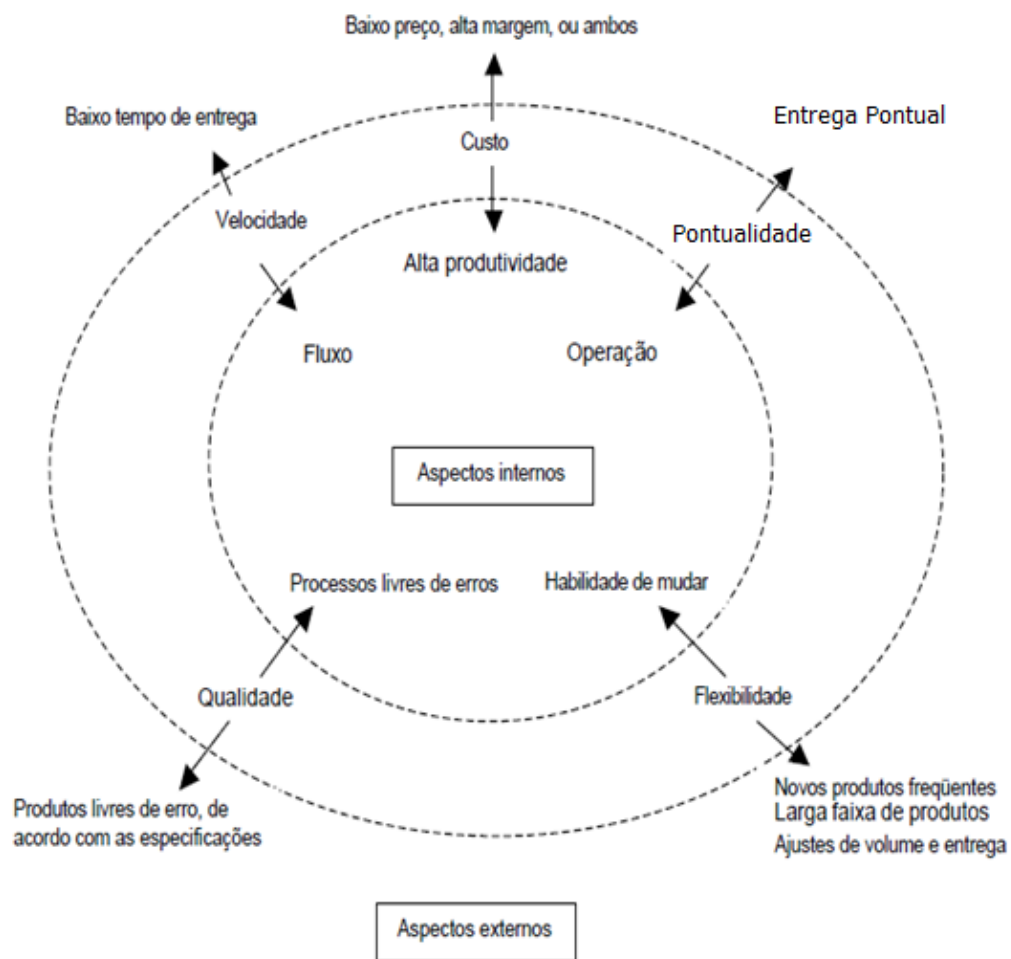 Baixo preço, alta margem, ou ambos
Baixo tempo de entrega
Entrega Pontual
Custo
Velocidade
Pontualidade
Alta produtividade
Fluxo
Operação
Aspectos internos
Processos livres de erros
Habilidade de mudar
Qualidade
Flexibilidade
Produtos livres de erro, de
acordo com as especificações
Novos produtos freqüentes
Larga faixa de produtos
Ajustes de volume e entrega
Aspectos externos